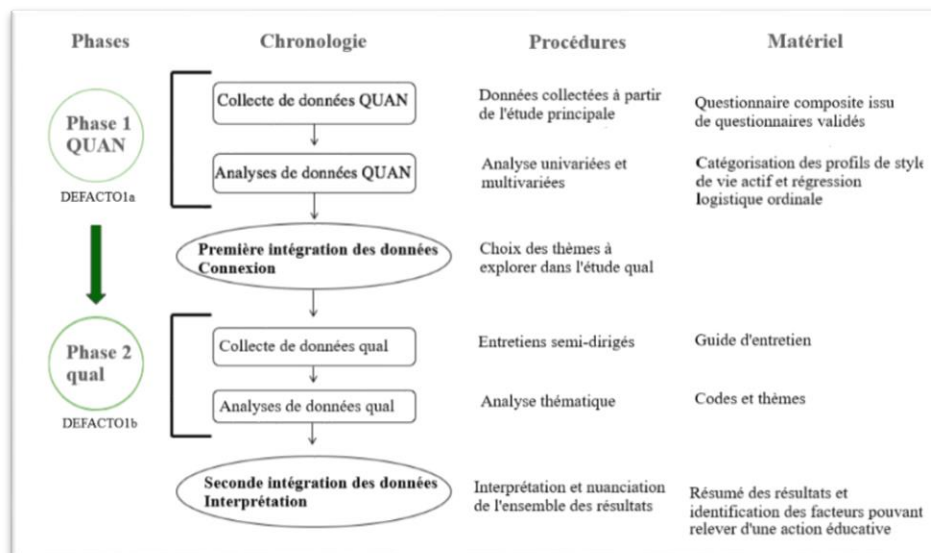 Phases
Chronologie
Procédures
Matériel
Phase 1
QUAN
DEFACTO1a
Collecte de données QUAN
Données collectées à partir
de l'étude principale
Questionnaire composite issu
de questionnaires validés
Analyses de données QUAN
Analyse univariées et
multivariées
Catégorisation des profils de style
de vie actif et régression
logistique ordinale
Première intégration des données
Connexion
Choix des thèmes à
explorer dans l'étude qual
Phase 2
qual
DEFACTO1b
Collecte de données qual
Entretiens semi-dirigés
Guide d'entretien
Analyses de données qual
Analyse thématique
Codes et thèmes
Seconde intégration des données
Interprétation
Interprétation et nuanciation
de l'ensemble des résultats
Résumé des résultats et
identification des facteurs pouvant
relever d'une action éducative